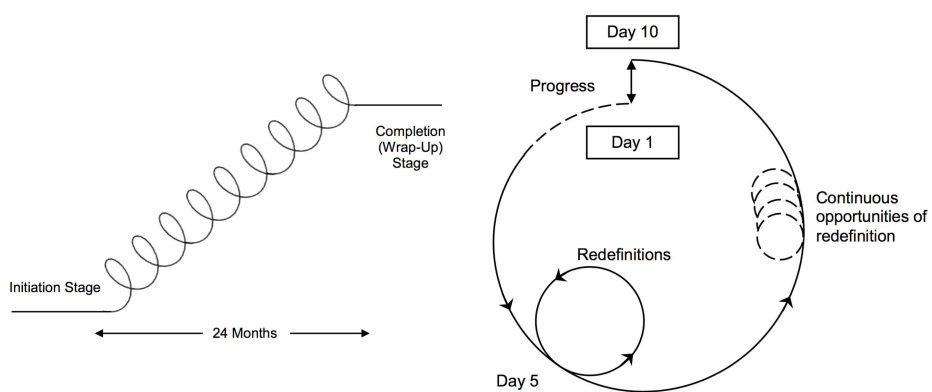 Initiation Stage
24 Months
Completion
(Wrap-Up)
Stage
Day 10
Progress
Day 1
Continuous
opportunities of
redefinition
Redefinitions
Day 5